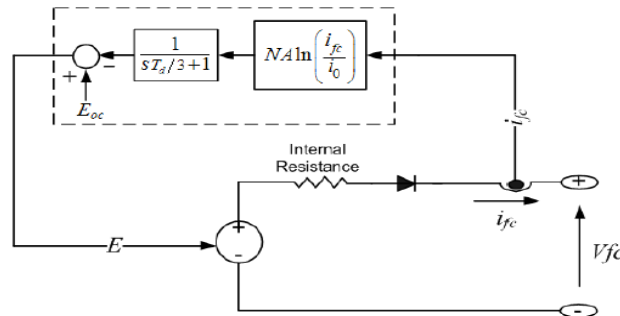 1
sT_d/3+1
NA ln(i_fc/i_0)
+
−
E_oc
i_fc
Internal
Resistance
+
i_fc
E
+
-
Vfc
-